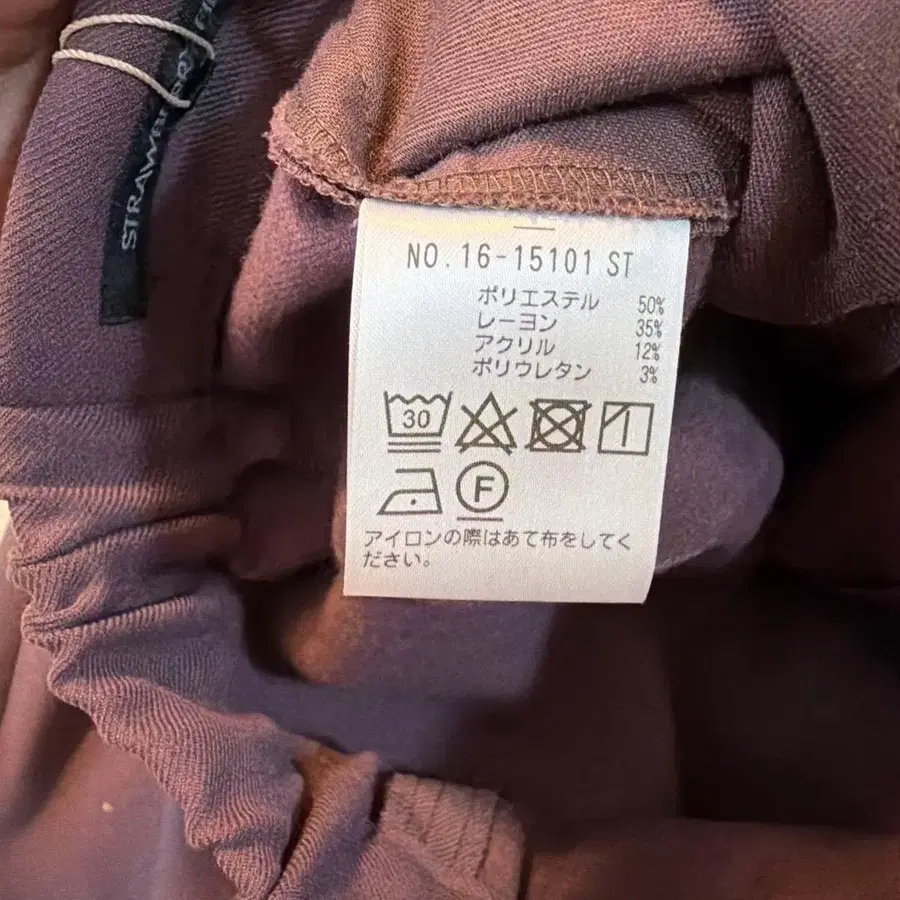 NO.16-15101 ST
ポリエステル 50%
レーヨン 35%
アクリル 12%
ポリウレタン 3%
30
F
アイロンの際はあて布をしてく
ださい。